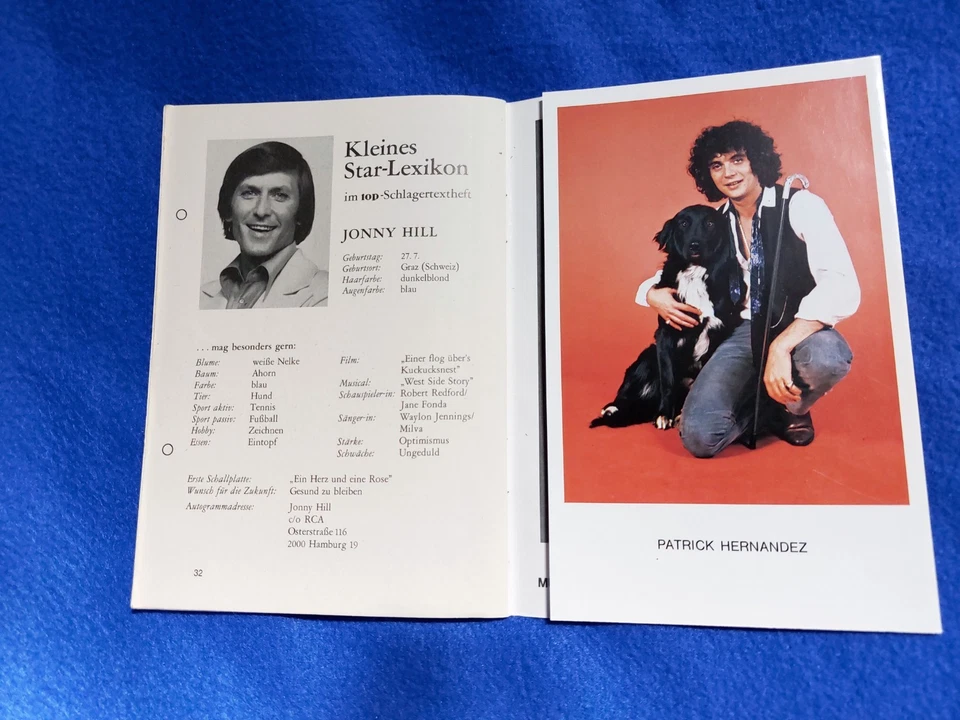 Kleines
Star-Lexikon
im TOP-Schlagertextheft
JONNY HILL
Geburtstag: 27. 7.
Geburtsort: Graz (Schweiz)
Haarfarbe: dunkelblond
Augenfarbe: blau
. . . mag besonders gern:
Blume: weiße Nelke
Baum: Ahorn
Farbe: blau
Tier: Hund
Sport aktiv: Tennis
Sport passiv: Fußball
Hobby: Zeichnen
Essen: Eintopf
Film: „Einer flog über's
Kuckucksnest"
Musical: „West Side Story"
Schauspieler-in: Robert Redford/
Jane Fonda
Sänger-in: Waylon Jennings/
Milva
Stärke: Optimismus
Schwäche: Ungeduld
Erste Schallplatte: „Ein Herz und eine Rose"
Wunsch für die Zukunft: Gesund zu bleiben
Autogrammadresse: Jonny Hill
c/o RCA
Osterstraße 116
2000 Hamburg 19
32
M
PATRICK HERNANDEZ